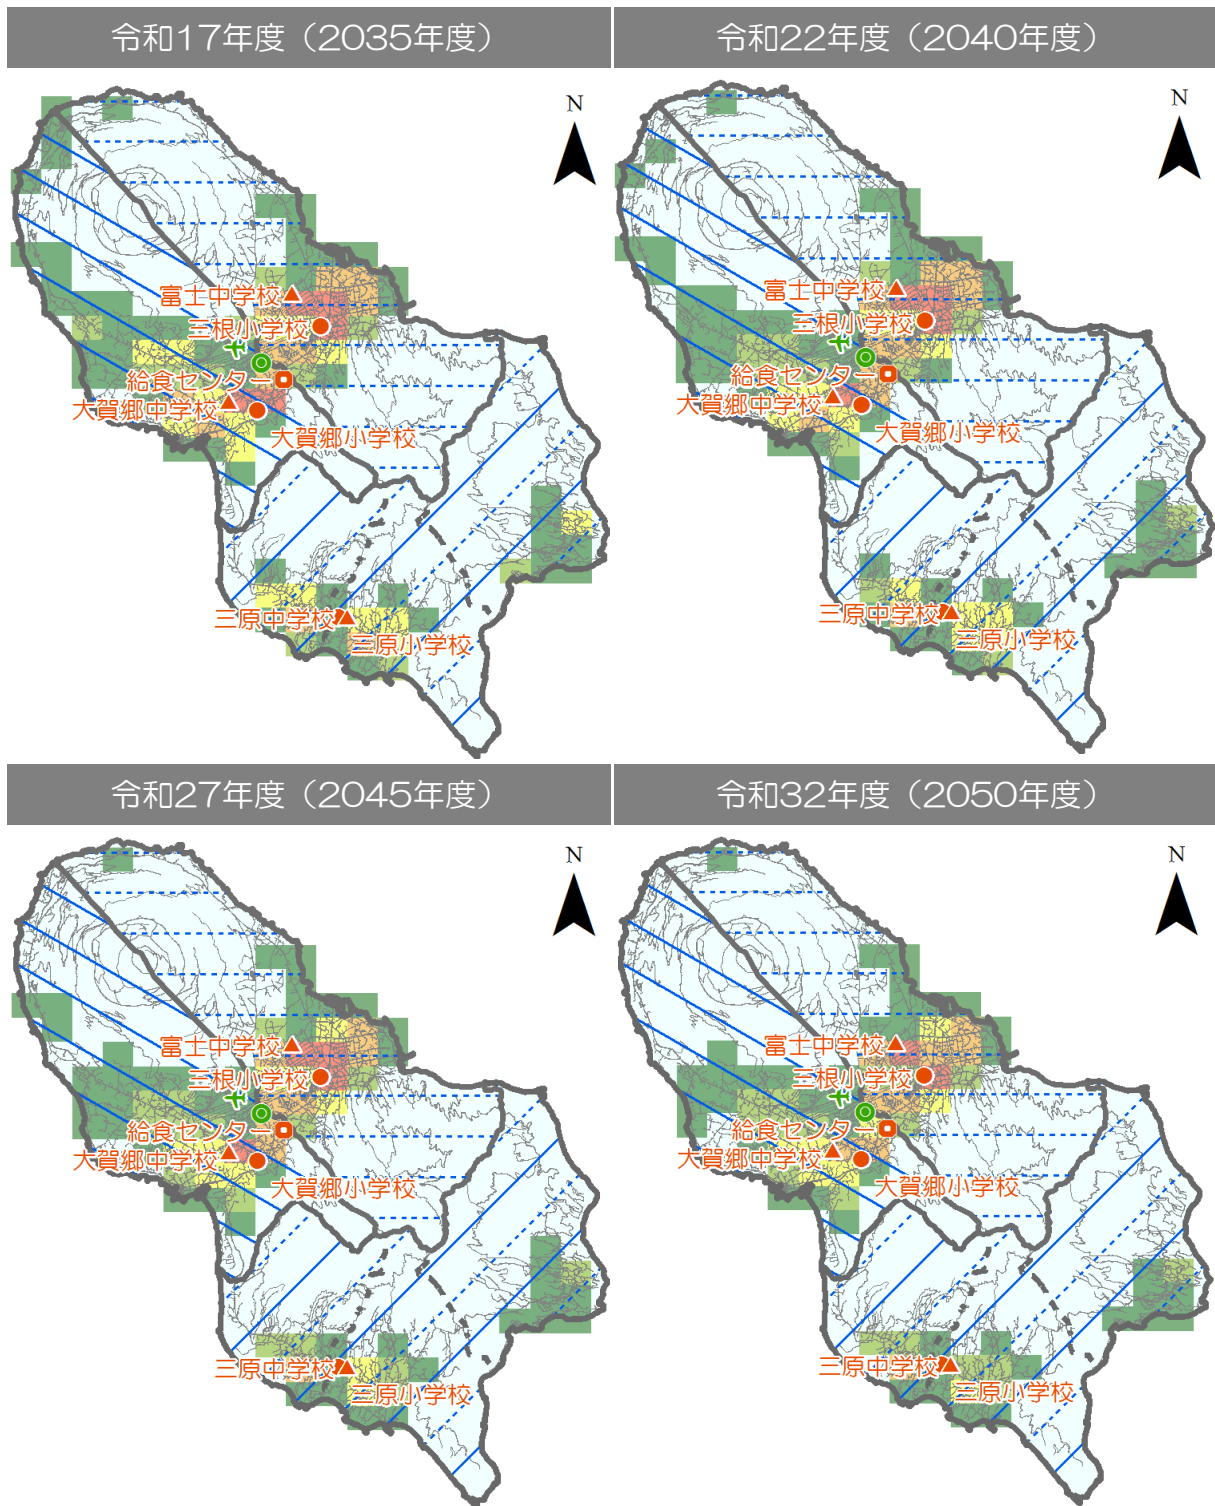 令和17年度（2035年度）
N
富士中学校
三根小学校
給食センター
大賀郷中学校
大賀郷小学校
三原中学校
三原小学校
令和22年度（2040年度）
N
富士中学校
三根小学校
給食センター
大賀郷中学校
大賀郷小学校
三原中学校
三原小学校
令和27年度（2045年度）
N
富士中学校
三根小学校
給食センター
大賀郷中学校
大賀郷小学校
三原中学校
三原小学校
令和32年度（2050年度）
N
富士中学校
三根小学校
給食センター
大賀郷中学校
大賀郷小学校
三原中学校
三原小学校